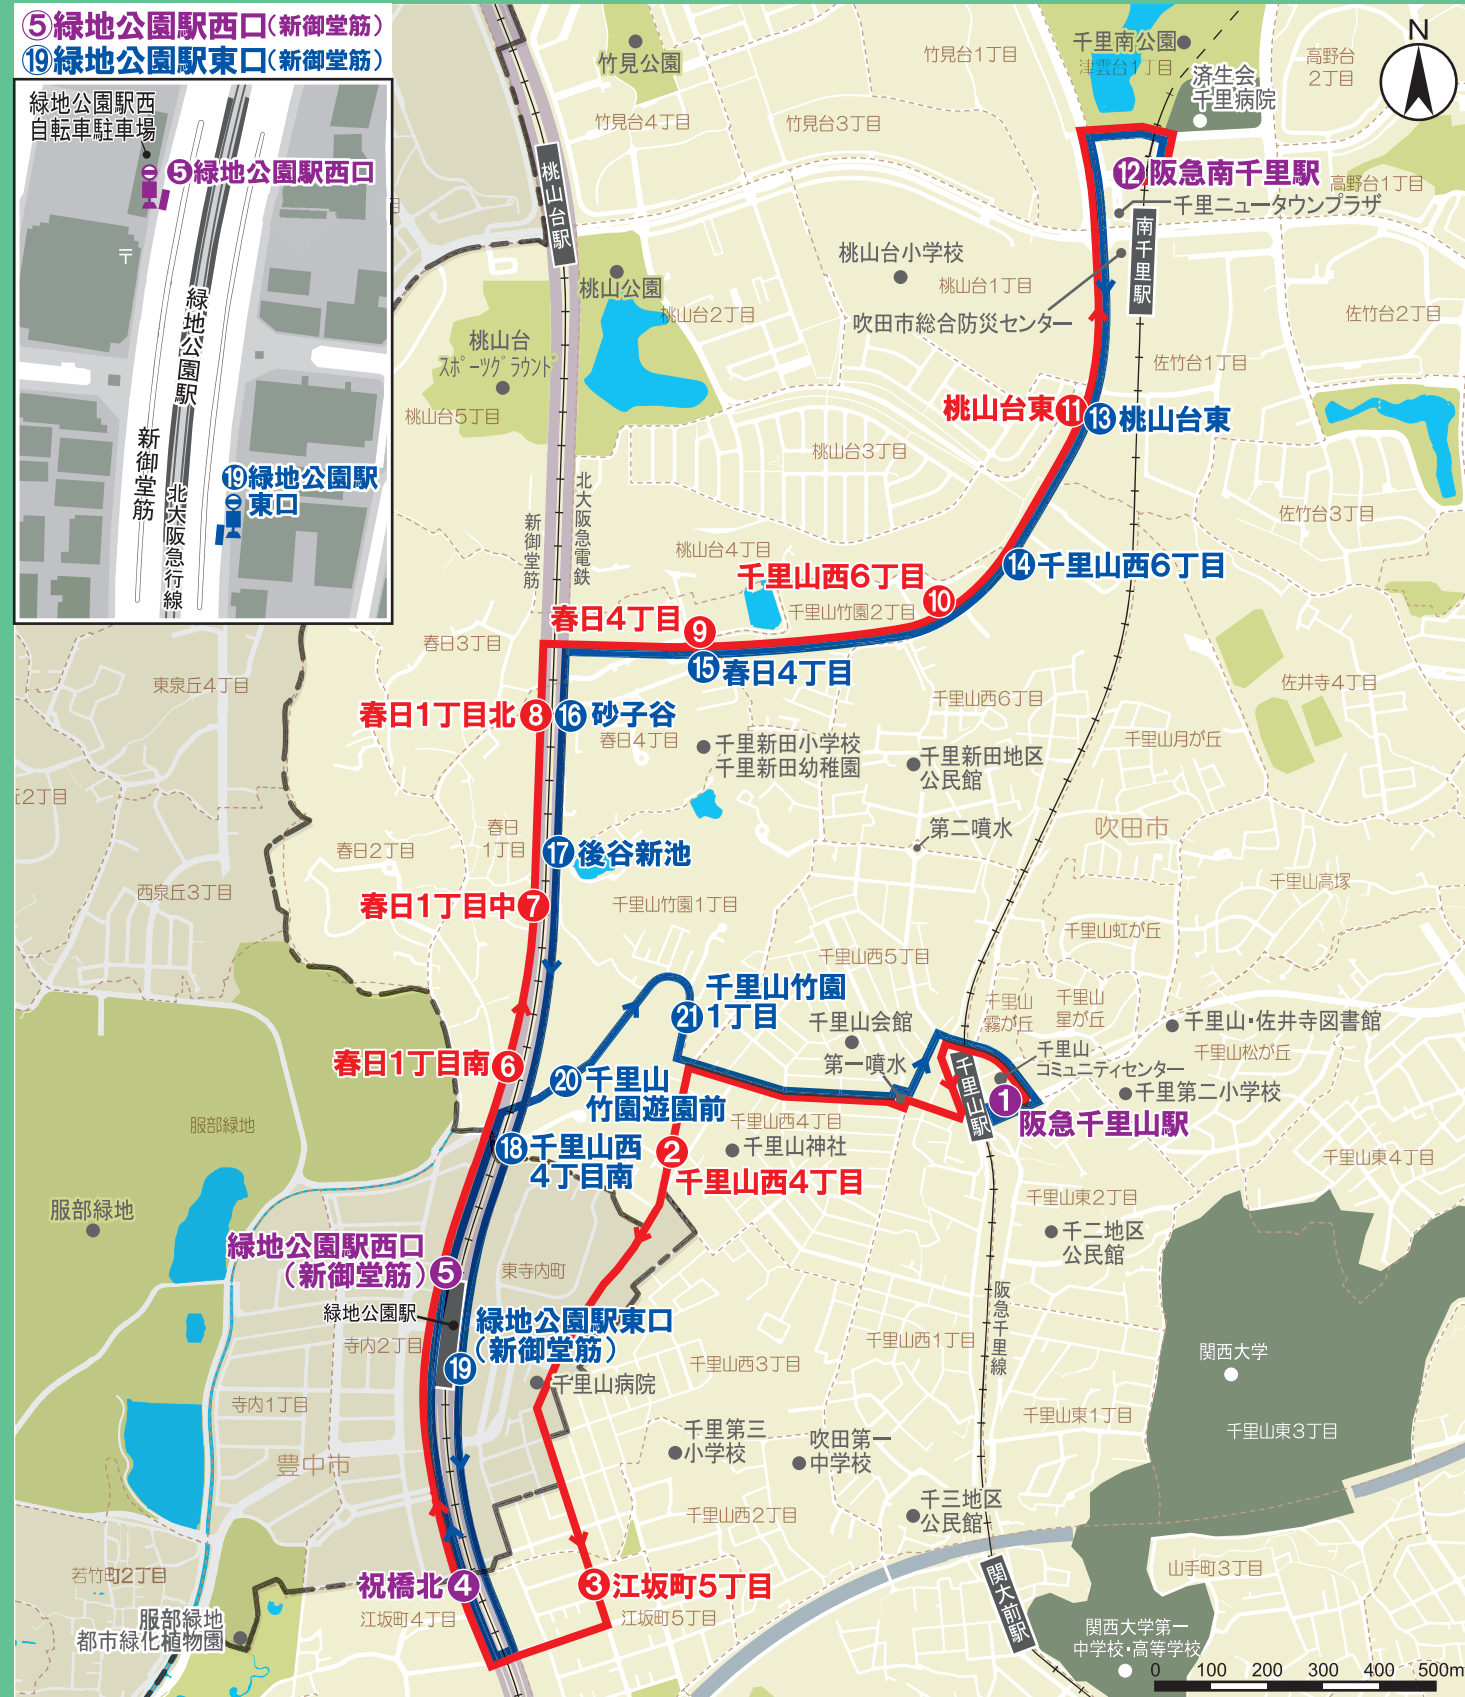 ⑤緑地公園駅西口(新御堂筋)
⑲緑地公園駅東口(新御堂筋)
緑地公園駅西
自転車駐車場
⑤緑地公園駅西口
〒
緑地公園駅
新御堂筋
北大阪急行線
⑲緑地公園駅
東口
N
竹見公園
竹見台1丁目
千里南公園
津雲台1丁目
高野台
2丁目
済生会
千里病院
竹見台4丁目
竹見台3丁目
桃山台駅
⑫阪急南千里駅
高野台1丁目
千里ニュータウンプラザ
南千里駅
桃山台小学校
桃山台1丁目
桃山公園
桃山台2丁目
吹田市総合防災センター
佐竹台2丁目
桃山台
スポーツグラウンド
佐竹台1丁目
桃山台5丁目
桃山台東⑪
⑬桃山台東
桃山台3丁目
北大阪急電鉄
新御堂筋
佐竹台3丁目
桃山台4丁目
千里山西6丁目
⑩
⑭千里山西6丁目
千里山竹園2丁目
春日4丁目⑨
⑮春日4丁目
春日3丁目
東泉丘4丁目
千里山西6丁目
佐井寺4丁目
春日1丁目北⑧
⑯砂子谷
春日4丁目
千里新田小学校
千里新田幼稚園
千里新田地区
公民館
千里山月が丘
丘2丁目
春日
1丁目
第二噴水
吹田市
春日2丁目
⑰後谷新池
西泉丘3丁目
千里山高塚
春日1丁目中⑦
千里山竹園1丁目
千里山虹が丘
千里山西5丁目
千里山竹園
㉑1丁目
千里山
霧が丘
千里山
星が丘
千里山会館
千里山・佐井寺図書館
千里山松が丘
春日1丁目南⑥
第一噴水
千里山
コミュニティセンター
⑳千里山
竹園遊園前
千里山駅
①
阪急千里山駅
千里第二小学校
服部緑地
千里山西4丁目
⑱千里山西
4丁目南
②
千里山西4丁目
千里山神社
千里山東4丁目
千里山東2丁目
服部緑地
千二地区
公民館
緑地公園駅西口
(新御堂筋)⑤
東寺内町
緑地公園駅
緑地公園駅東口
(新御堂筋)
⑲
阪急千里線
寺内2丁目
千里山西1丁目
千里山西3丁目
関西大学
千里山病院
寺内1丁目
千里山東1丁目
千里山東3丁目
千里第三
小学校
吹田第一
中学校
豊中市
千三地区
公民館
千里山西2丁目
若竹町2丁目
祝橋北④
③江坂町5丁目
関大前駅
山手町3丁目
江坂町4丁目
江坂町5丁目
服部緑地
都市緑化植物園
関西大学第一
中学校・高等学校
0 100 200 300 400 500m